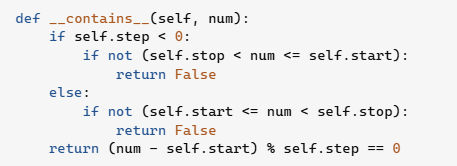 def __contains__(self, num):
    if self.step < 0:
        if not (self.stop < num <= self.start):
            return False
    else:
        if not (self.start <= num < self.stop):
            return False
    return (num - self.start) % self.step == 0